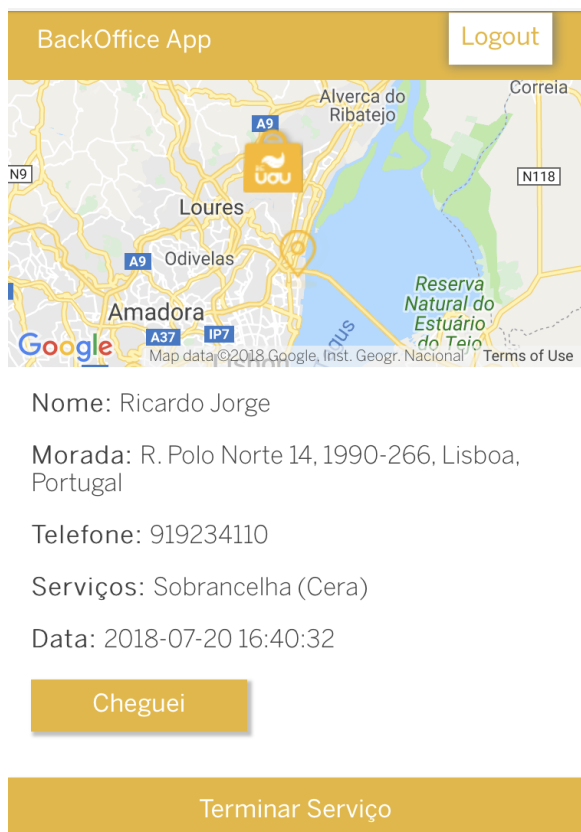 BackOffice App
Logout
Correia
Alverca do
Ribatejo
A9
UOU
N9
N118
Loures
A9
Odivelas
Reserva
Natural do
Estuário
do Tejo
Amadora
A37
IP7
Google
Map data ©2018 Google, Inst. Geogr. Nacional
Terms of Use
Lisbon
Nome: Ricardo Jorge
Morada: R. Polo Norte 14, 1990-266, Lisboa,
Portugal
Telefone: 919234110
Serviços: Sobrancelha (Cera)
Data: 2018-07-20 16:40:32
Cheguei
Terminar Serviço